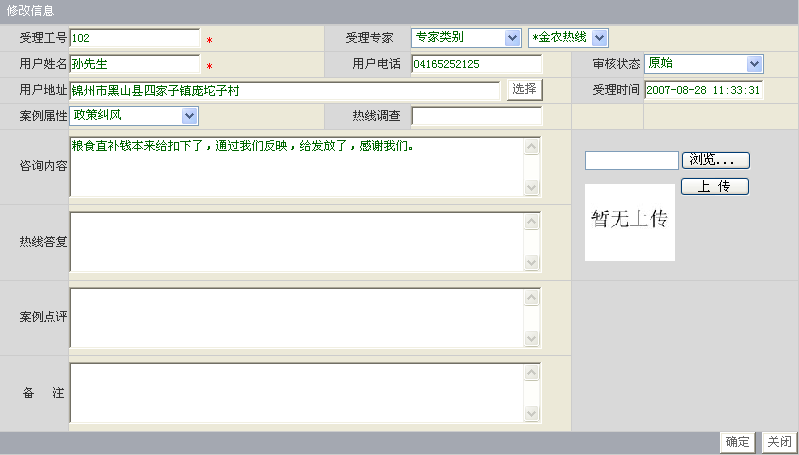 修改信息
受理工号 102 * 受理专家 专家类别 *金农热线
用户姓名 孙先生 * 用户电话 04165252125 审核状态 原始
用户地址 锦州市黑山县四家子镇庞坨子村 选择 受理时间 2007-08-28 11:33:31
案例属性 政策纠风 热线调查
咨询内容 粮食直补钱本来给扣下了，通过我们反映，给发放了，感谢我们。
浏览...
上 传
暂无上传
热线答复
案例点评
备 注
确定 关闭